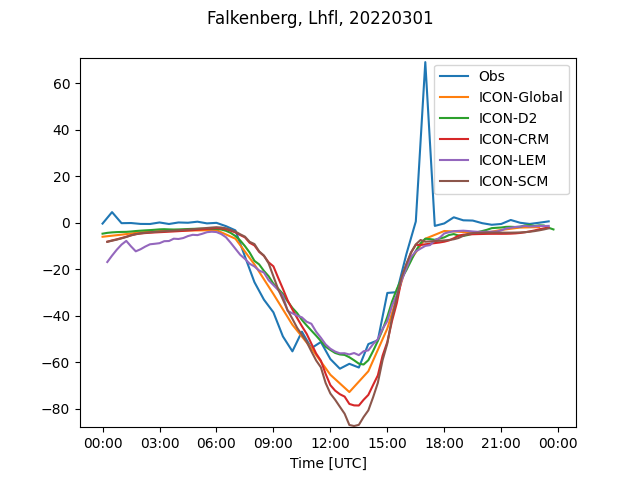 Falkenberg, Lhfl, 20220301
Obs
ICON-Global
ICON-D2
ICON-CRM
ICON-LEM
ICON-SCM
60
40
20
0
−20
−40
−60
−80
00:00 03:00 06:00 09:00 12:00 15:00 18:00 21:00 00:00
Time [UTC]